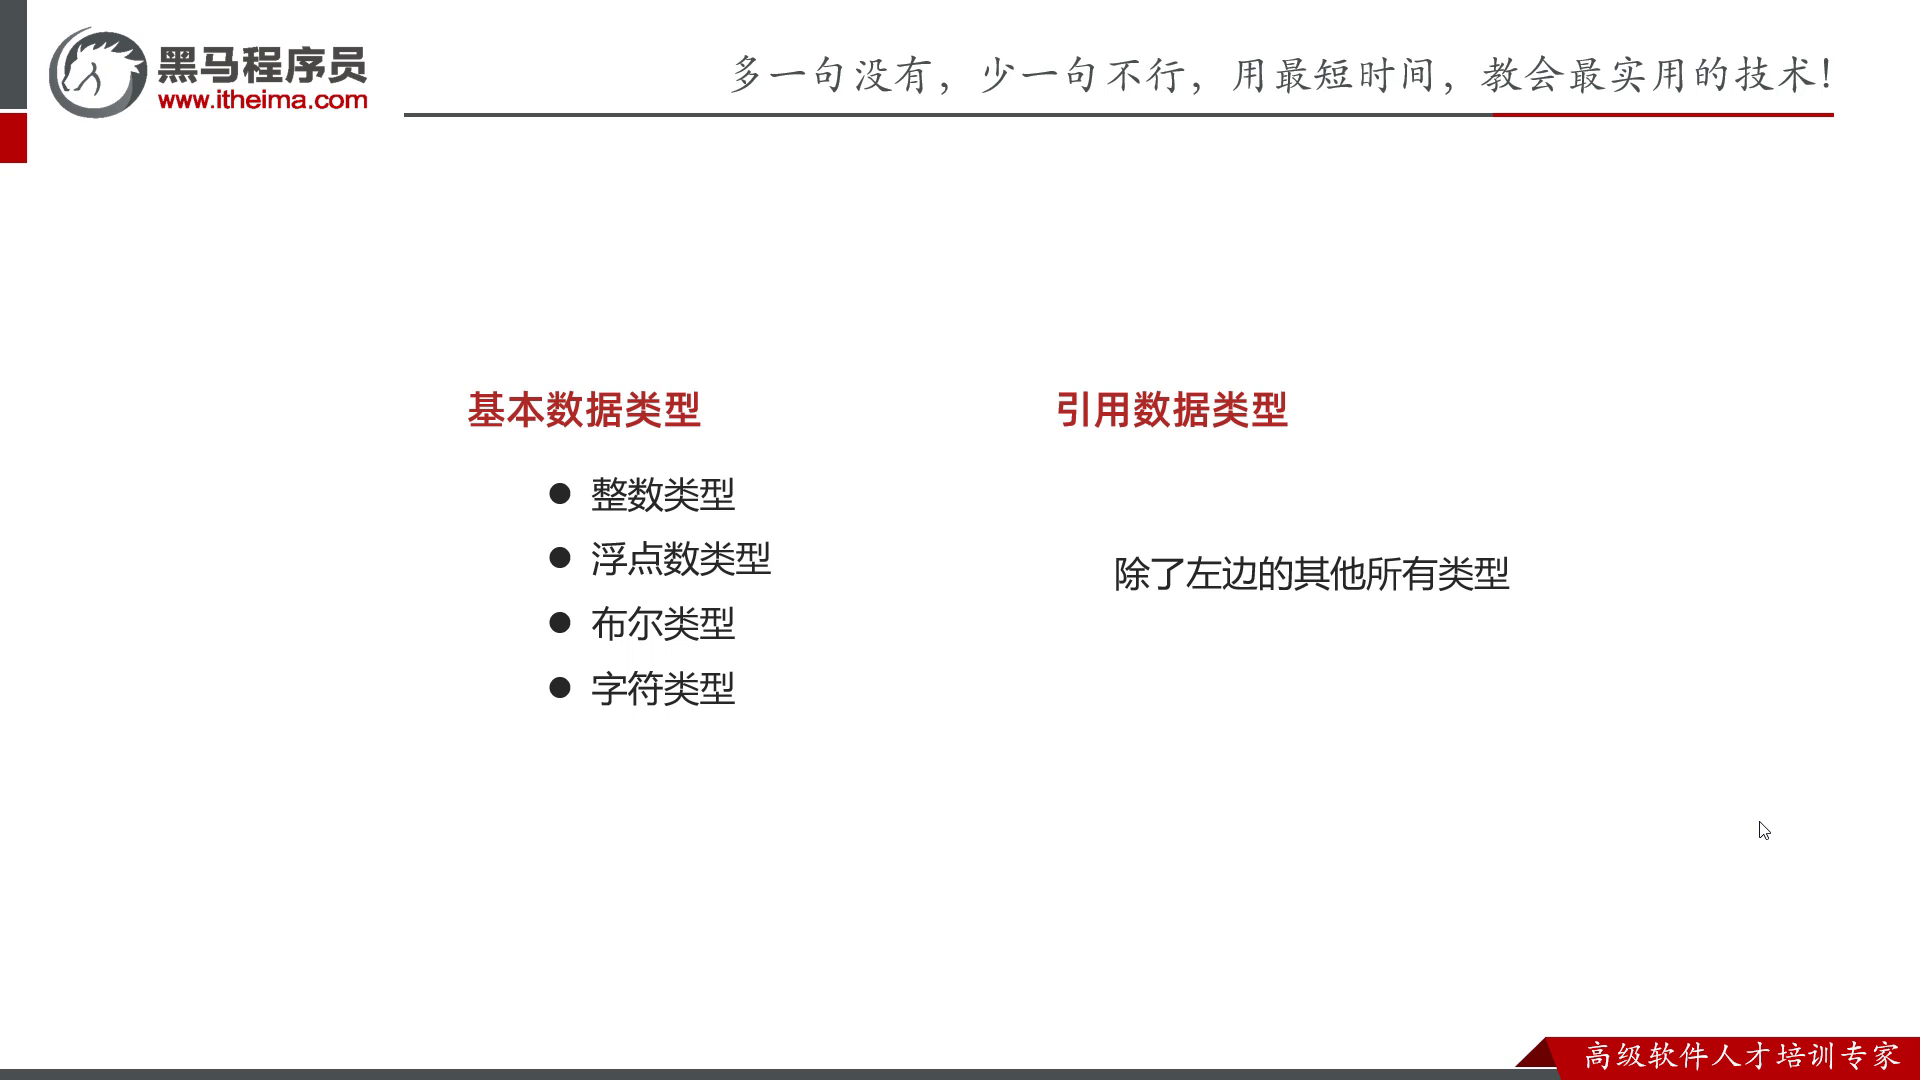 黑马程序员
www.itheima.com
多一句没有，少一句不行，用最短时间，教会最实用的技术！
基本数据类型
● 整数类型
● 浮点数类型
● 布尔类型
● 字符类型
引用数据类型
除了左边的其他所有类型
高级软件人才培训专家